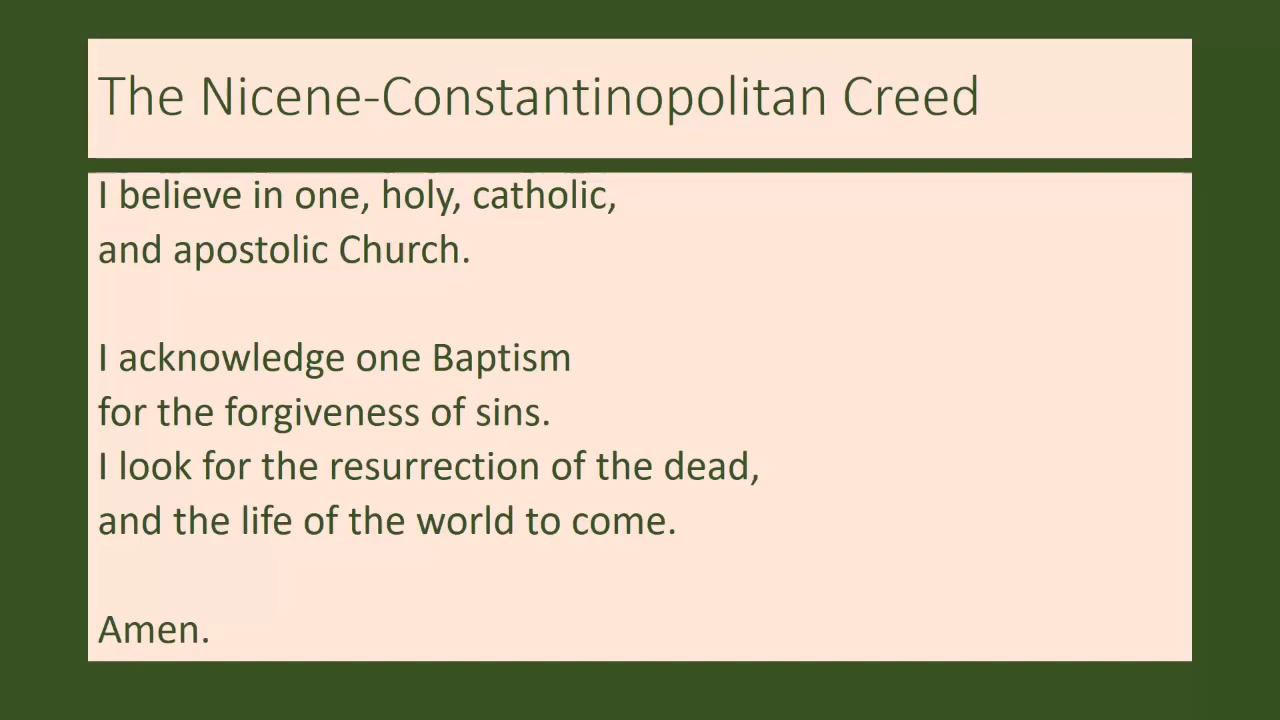 The Nicene-Constantinopolitan Creed
I believe in one, holy, catholic,
and apostolic Church.
I acknowledge one Baptism
for the forgiveness of sins.
I look for the resurrection of the dead,
and the life of the world to come.
Amen.